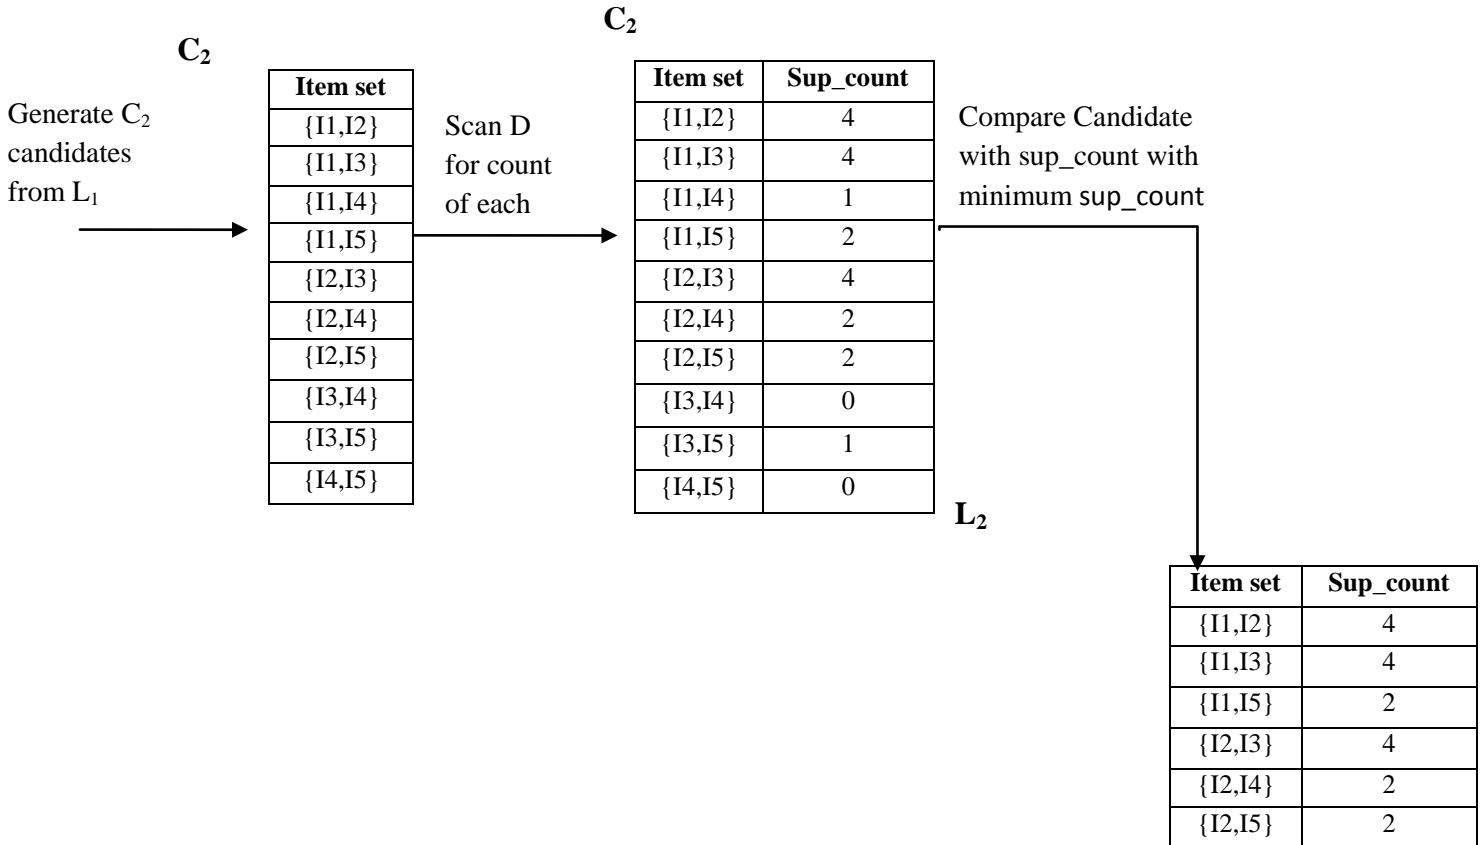 C₂
Generate C₂
candidates
from L₁
Item set
{I1,I2}
{I1,I3}
{I1,I4}
{I1,I5}
{I2,I3}
{I2,I4}
{I2,I5}
{I3,I4}
{I3,I5}
{I4,I5}
Scan D
for count
of each
C₂
Item set Sup_count
{I1,I2} 4
{I1,I3} 4
{I1,I4} 1
{I1,I5} 2
{I2,I3} 4
{I2,I4} 2
{I2,I5} 2
{I3,I4} 0
{I3,I5} 1
{I4,I5} 0
Compare Candidate
with sup_count with
minimum sup_count
L₂
Item set Sup_count
{I1,I2} 4
{I1,I3} 4
{I1,I5} 2
{I2,I3} 4
{I2,I4} 2
{I2,I5} 2